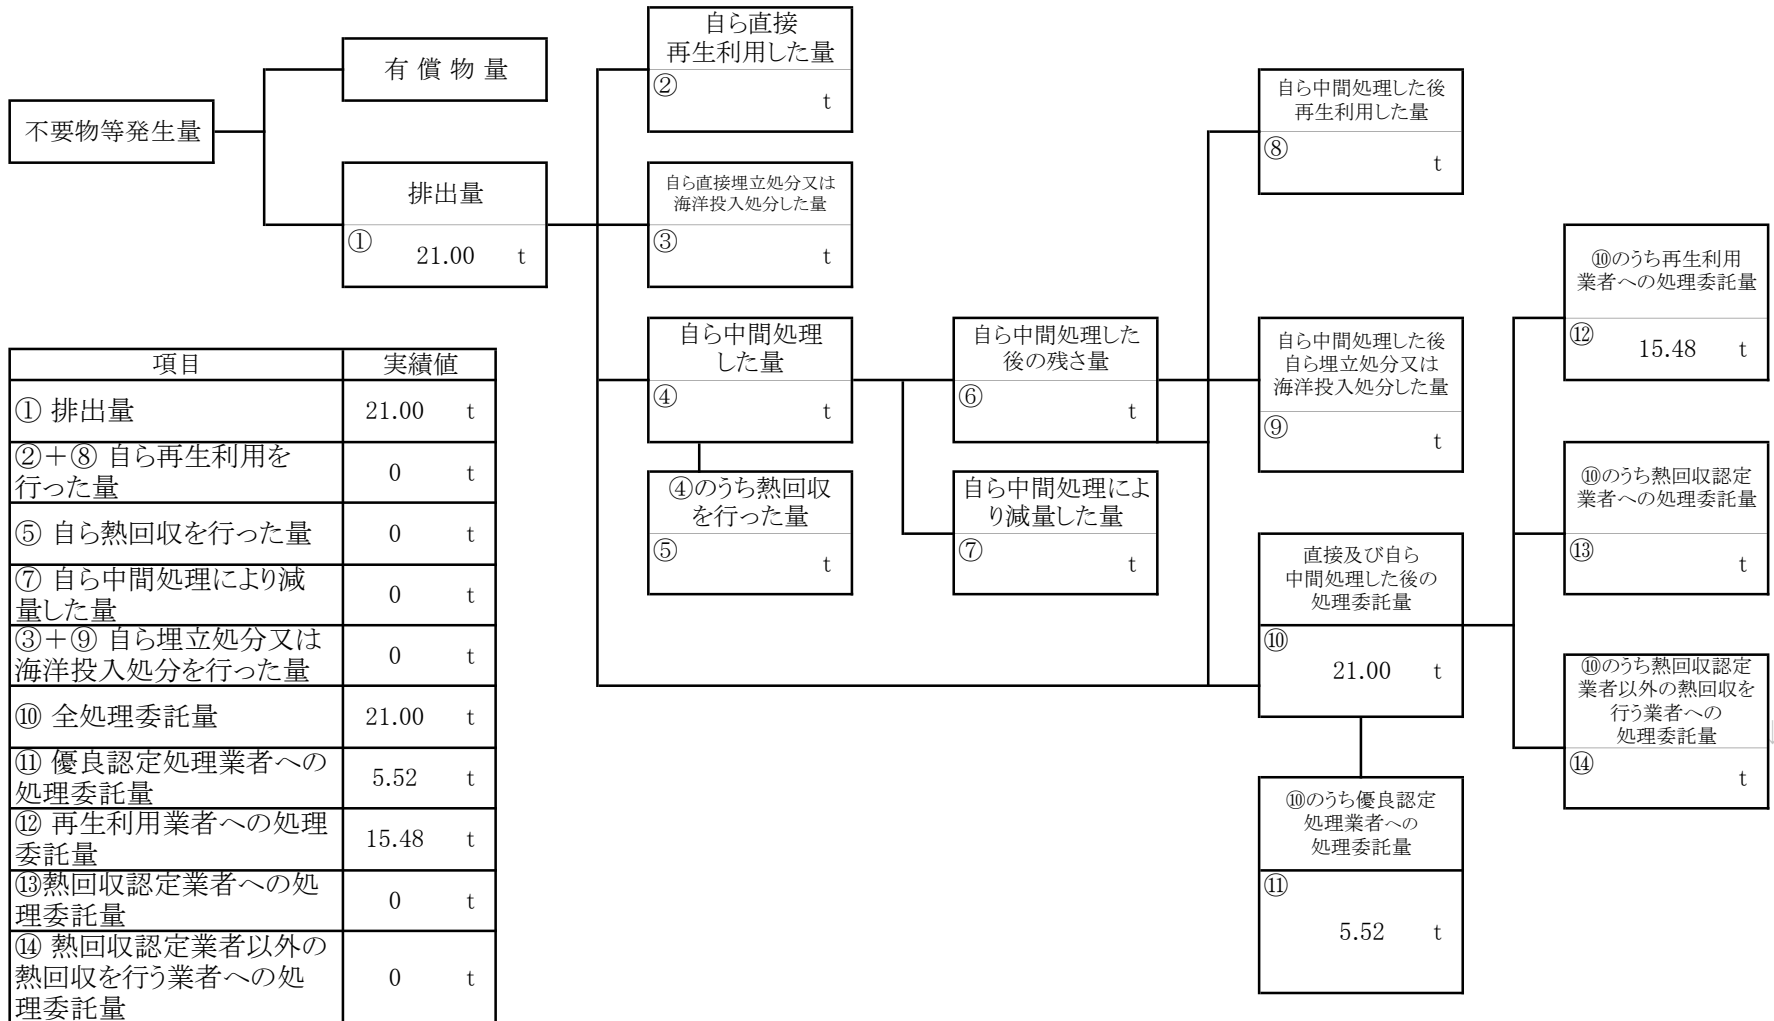 不要物等発生量
有 償 物 量
排出量
①
21.00 t
自ら直接
再生利用した量
②
t
自ら直接埋立処分又は
海洋投入処分した量
③
t
自ら中間処理
した量
④
t
④のうち熱回収
を行った量
⑤
t
自ら中間処理した
後の残さ量
⑥
t
自ら中間処理によ
り減量した量
⑦
t
自ら中間処理した後
再生利用した量
⑧
t
自ら中間処理した後
自ら埋立処分又は
海洋投入処分した量
⑨
t
直接及び自ら
中間処理した後の
処理委託量
⑩
21.00 t
⑩のうち優良認定
処理業者への
処理委託量
⑪
5.52 t
⑩のうち再生利用
業者への処理委託量
⑫
15.48 t
⑩のうち熱回収認定
業者への処理委託量
⑬
t
⑩のうち熱回収認定
業者以外の熱回収を
行う業者への
処理委託量
⑭
t
項目 実績値
① 排出量 21.00 t
②+⑧ 自ら再生利用を
行った量 0 t
⑤ 自ら熱回収を行った量 0 t
⑦ 自ら中間処理により減
量した量 0 t
③+⑨ 自ら埋立処分又は
海洋投入処分を行った量 0 t
⑩ 全処理委託量 21.00 t
⑪ 優良認定処理業者への
処理委託量 5.52 t
⑫ 再生利用業者への処理
委託量 15.48 t
⑬熱回収認定業者への処
理委託量 0 t
⑭ 熱回収認定業者以外の
熱回収を行う業者への処
理委託量 0 t